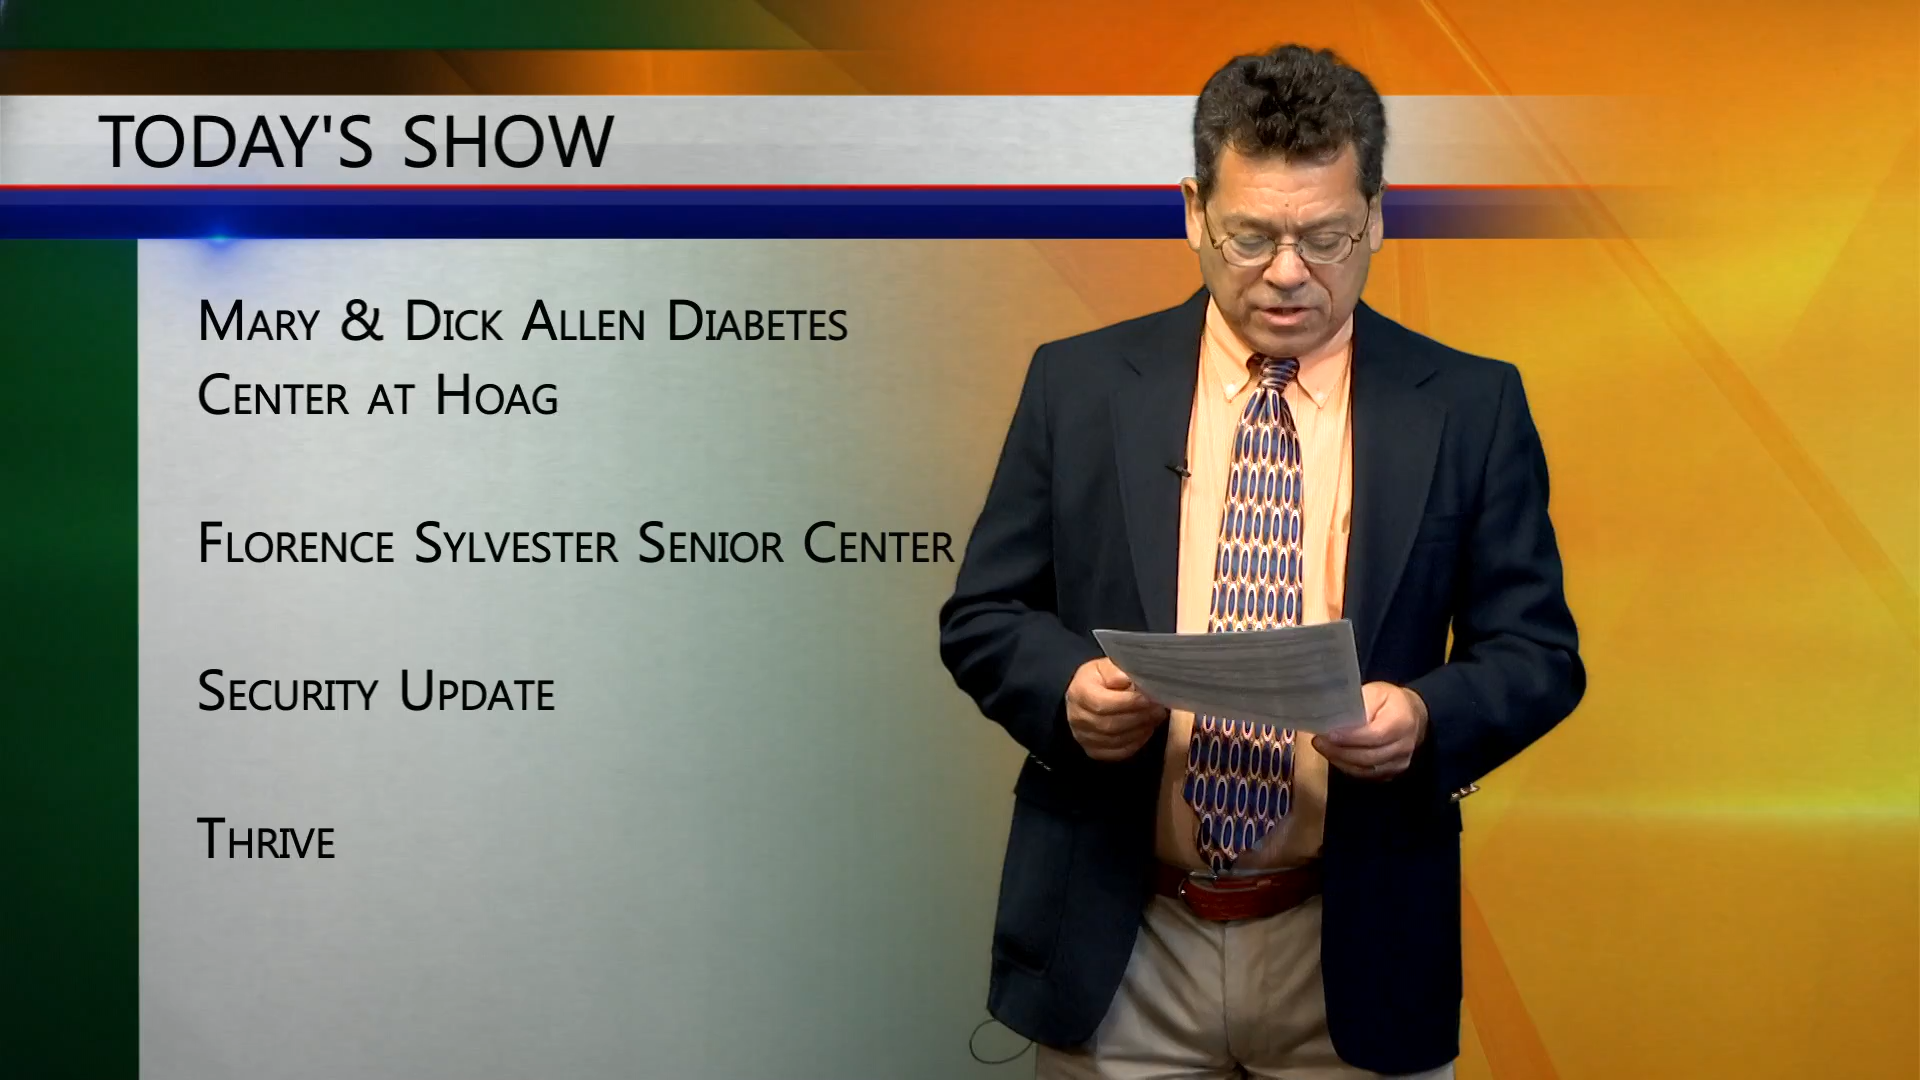 TODAY'S SHOW
Mary & Dick Allen Diabetes
Center at Hoag
Florence Sylvester Senior Center
Security Update
Thrive